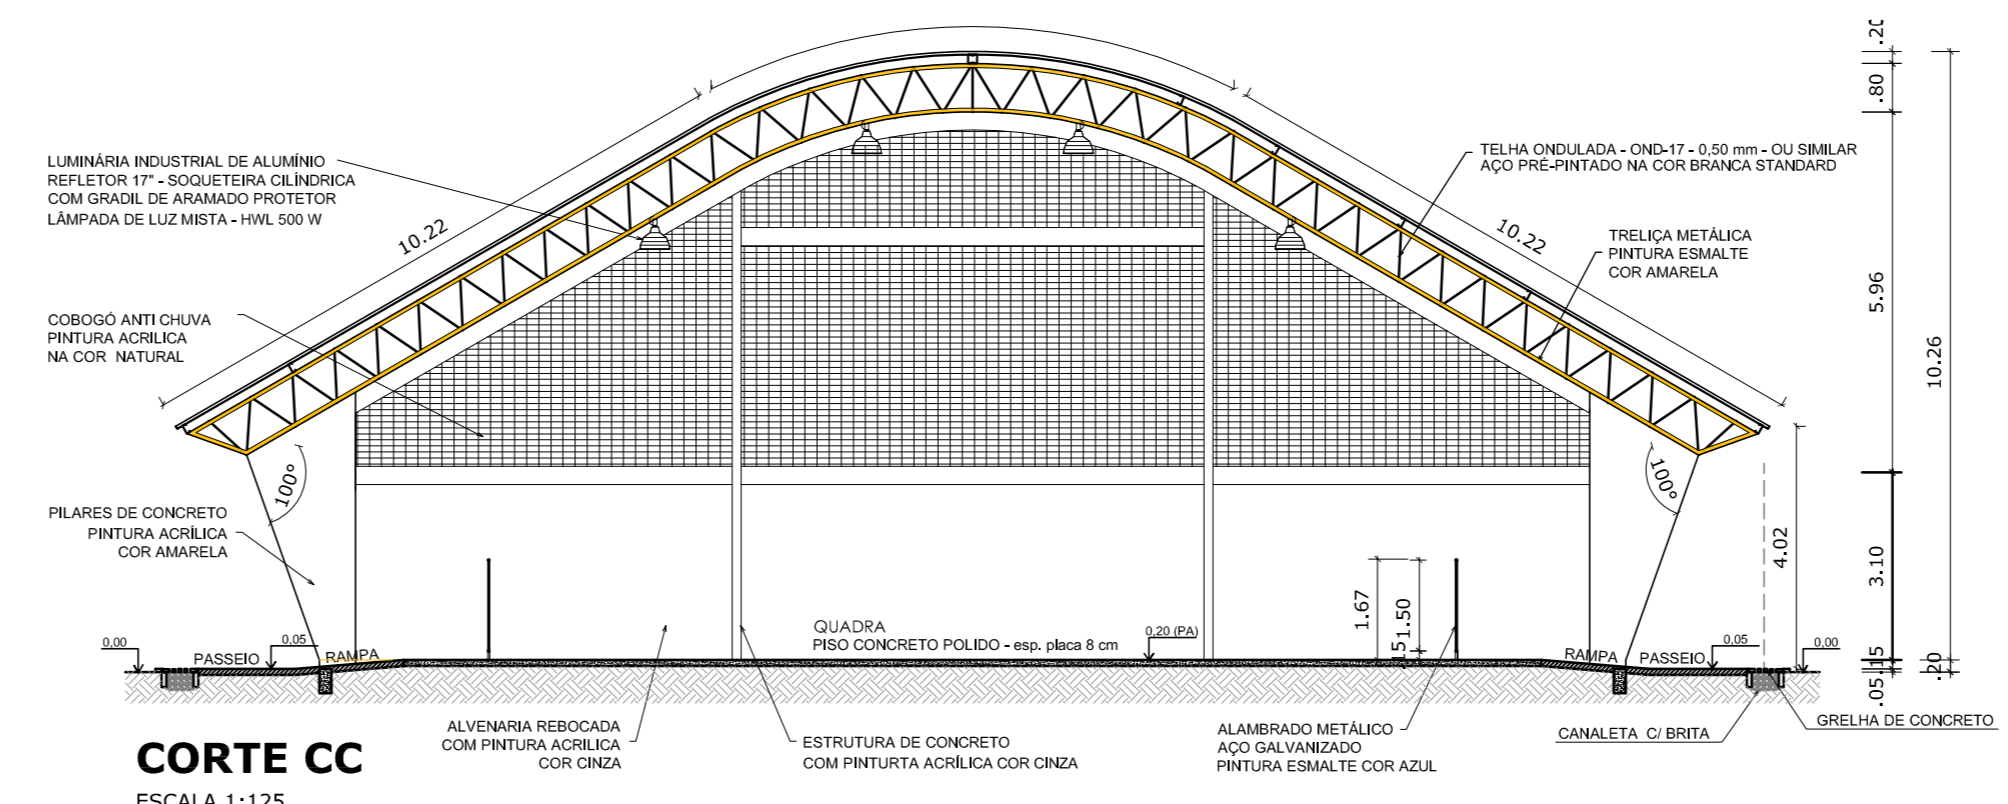 .20
.80
LUMINÁRIA INDUSTRIAL DE ALUMÍNIO
REFLETOR 17" - SOQUETEIRA CILÍNDRICA
COM GRADIL DE ARAMADO PROTETOR
LÂMPADA DE LUZ MISTA - HWL 500 W
TELHA ONDULADA - OND-17 - 0,50 mm - OU SIMILAR
AÇO PRÉ-PINTADO NA COR BRANCA STANDARD
10.22
10.22
TRELIÇA METÁLICA
PINTURA ESMALTE
COR AMARELA
5.96
10.26
COBOGÓ ANTI CHUVA
PINTURA ACRILICA
NA COR NATURAL
100°
100°
PILARES DE CONCRETO
PINTURA ACRÍLICA
COR AMARELA
4.02
3.10
1.67
1.50
.15
QUADRA
PISO CONCRETO POLIDO - esp. placa 8 cm
0,20 (PA)
0,00
PASSEIO
0,05
RAMPA
RAMPA
PASSEIO
0,05
0,00
.15
.05
.20
ALVENARIA REBOCADA
COM PINTURA ACRILICA
COR CINZA
ESTRUTURA DE CONCRETO
COM PINTURTA ACRÍLICA COR CINZA
ALAMBRADO METÁLICO
AÇO GALVANIZADO
PINTURA ESMALTE COR AZUL
CANALETA C/ BRITA
GRELHA DE CONCRETO
CORTE CC
ESCALA 1:125